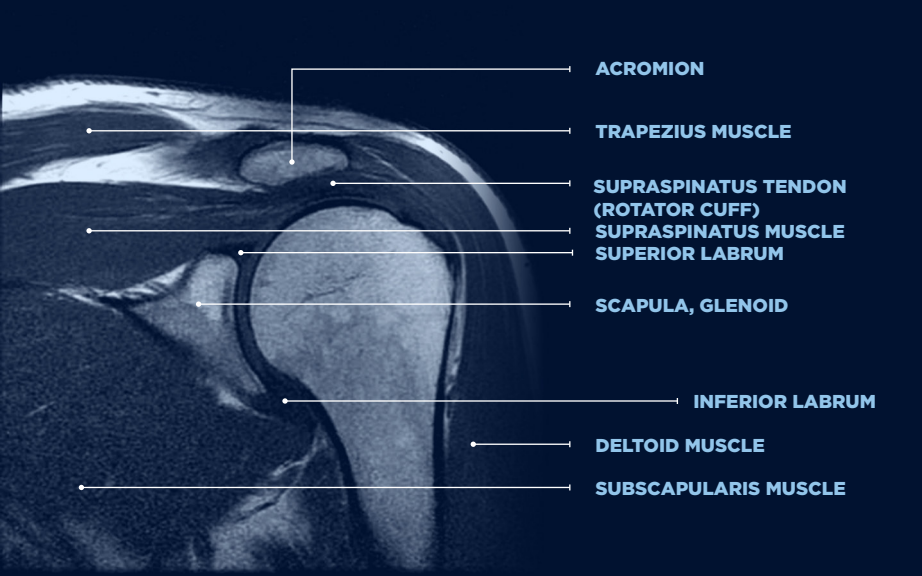 ACROMION
TRAPEZIUS MUSCLE
SUPRASPINATUS TENDON
(ROTATOR CUFF)
SUPRASPINATUS MUSCLE
SUPERIOR LABRUM
SCAPULA, GLENOID
INFERIOR LABRUM
DELTOID MUSCLE
SUBSCAPULARIS MUSCLE